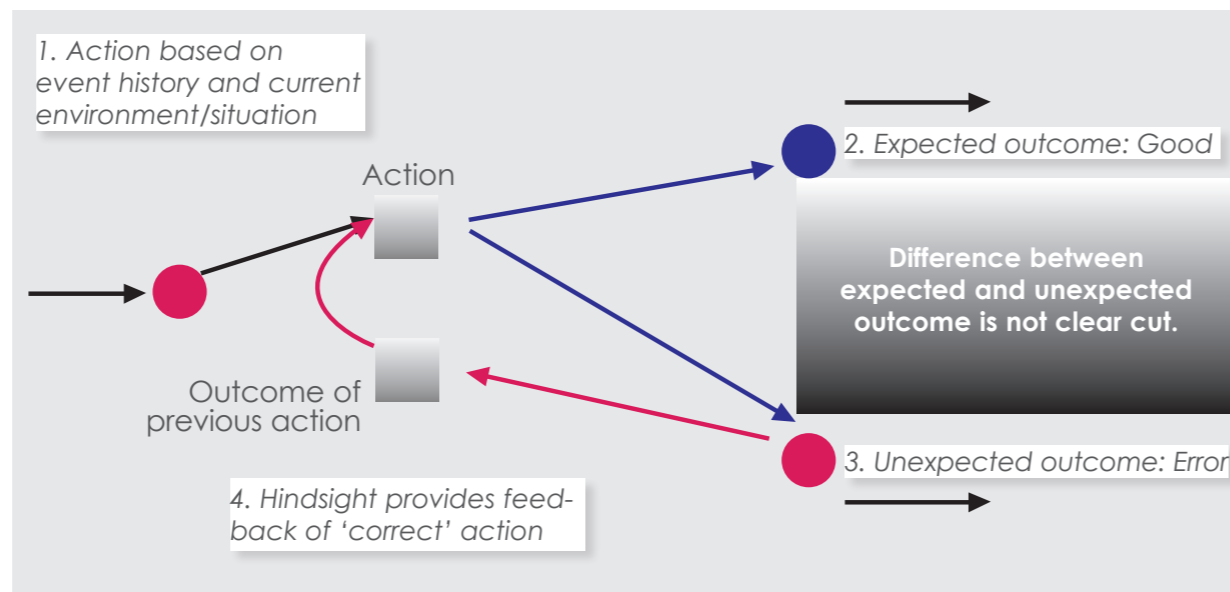 1. Action based on
event history and current
environment/situation
Action
2. Expected outcome: Good
Difference between
expected and unexpected
outcome is not clear cut.
Outcome of
previous action
3. Unexpected outcome: Error
4. Hindsight provides feed-
back of ‘correct’ action